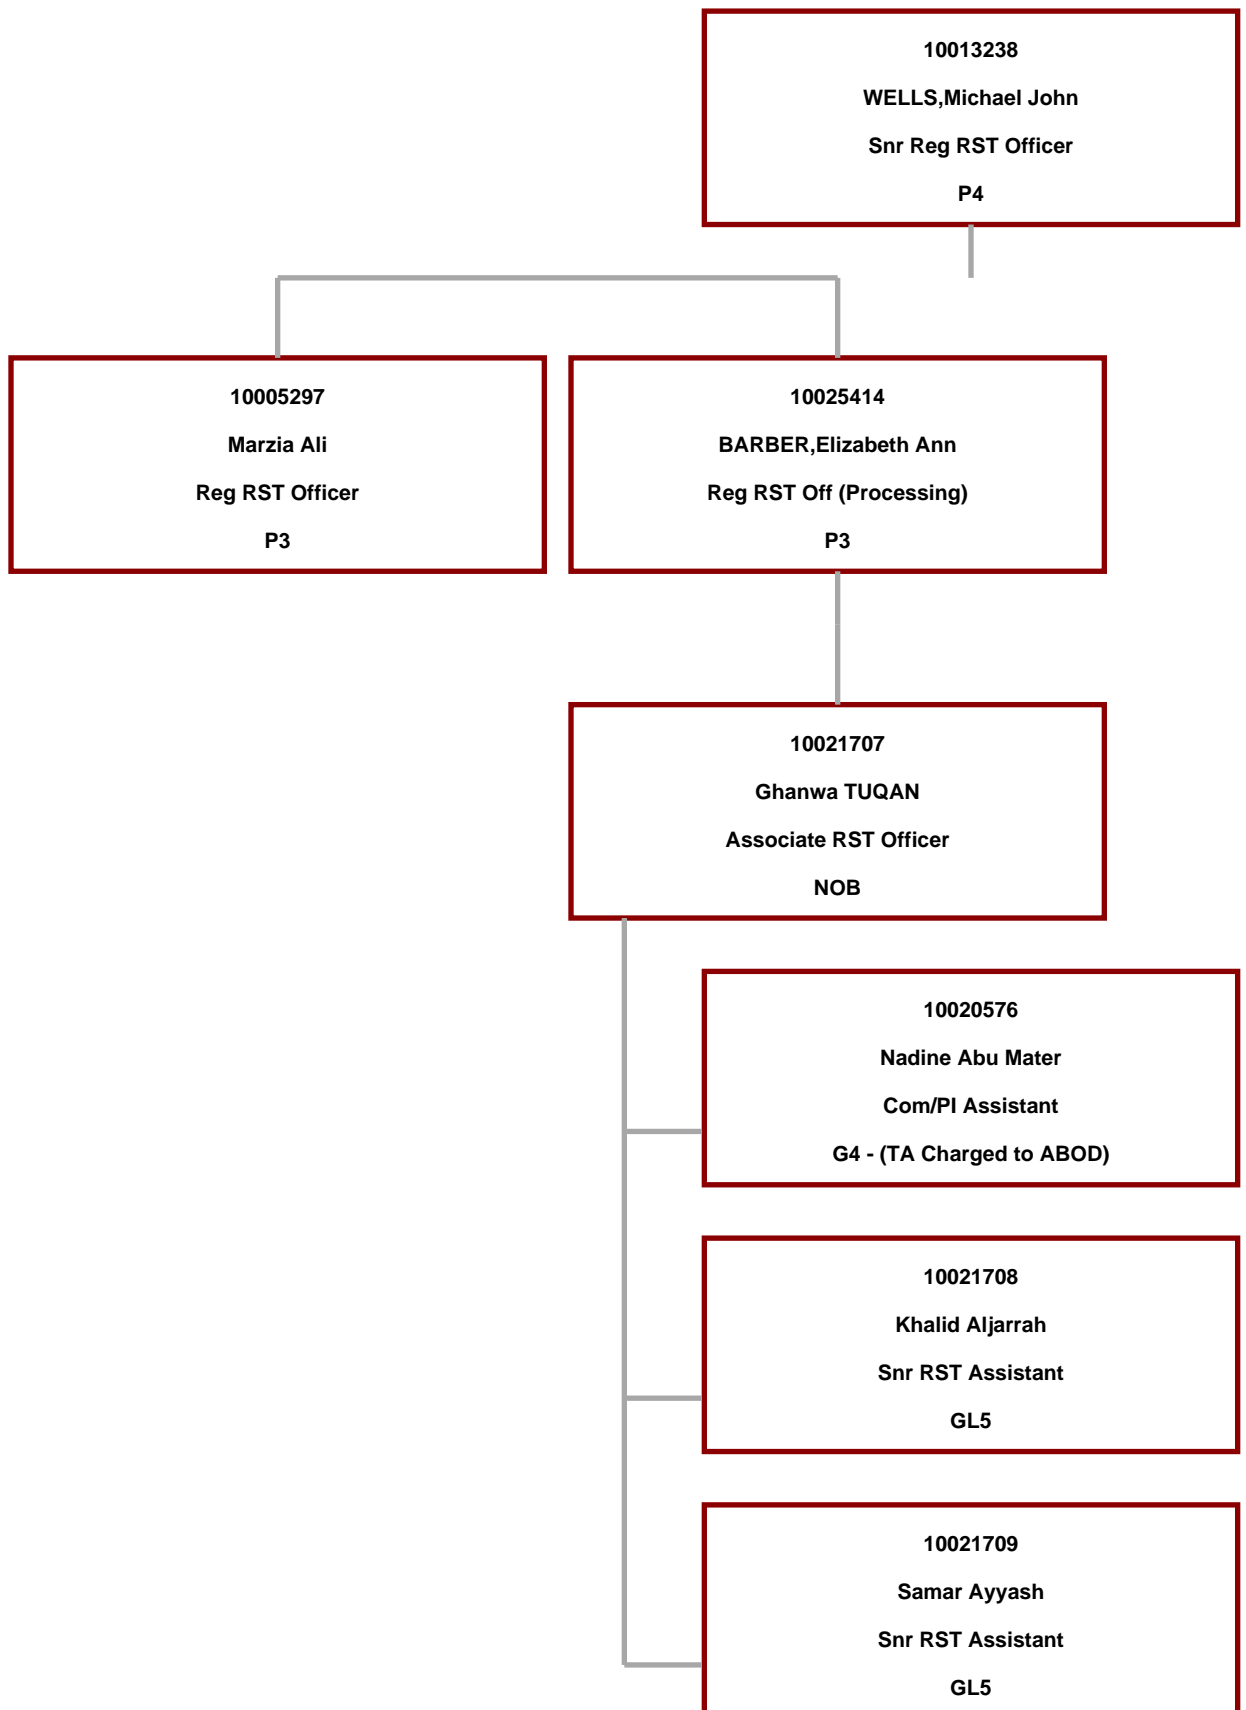 10013238
WELLS,Michael John
Snr Reg RST Officer
P4
10005297
Marzia Ali
Reg RST Officer
P3
10025414
BARBER,Elizabeth Ann
Reg RST Off (Processing)
P3
10021707
Ghanwa TUQAN
Associate RST Officer
NOB
10020576
Nadine Abu Mater
Com/PI Assistant
G4 - (TA Charged to ABOD)
10021708
Khalid Aljarrah
Snr RST Assistant
GL5
10021709
Samar Ayyash
Snr RST Assistant
GL5